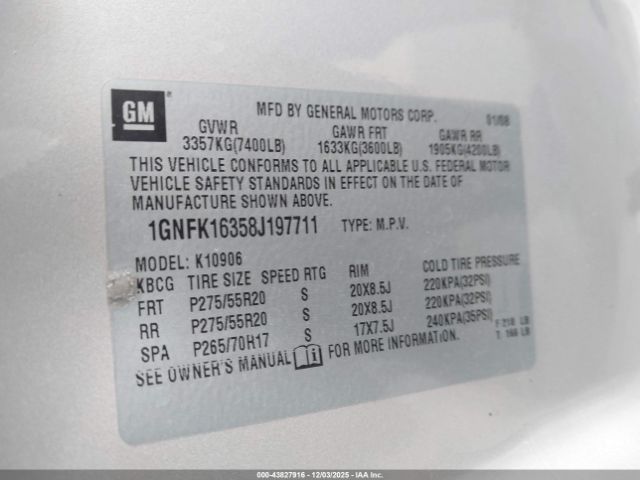 GM
MFD BY GENERAL MOTORS CORP. 01/08
GVWR GAWR FRT GAWR RR
3357KG(7400LB) 1633KG(3600LB) 1905KG(4200LB)
THIS VEHICLE CONFORMS TO ALL APPLICABLE U.S. FEDERAL MOTOR
VEHICLE SAFETY STANDARDS IN EFFECT ON THE DATE OF
MANUFACTURE SHOWN ABOVE.
1GNFK16358J197711 TYPE: M.P.V.
MODEL: K10906
KBCG TIRE SIZE SPEED RTG RIM COLD TIRE PRESSURE
FRT P275/55R20 S 20X8.5J 220KPA(32PSI)
RR P275/55R20 S 20X8.5J 220KPA(32PSI)
SPA P265/70R17 S 17X7.5J 240KPA(35PSI)
F:218 LB
T: 168 LB
SEE OWNER'S MANUAL i FOR MORE INFORMATION.
000-43827916 - 12/03/2025 - IAA, Inc.